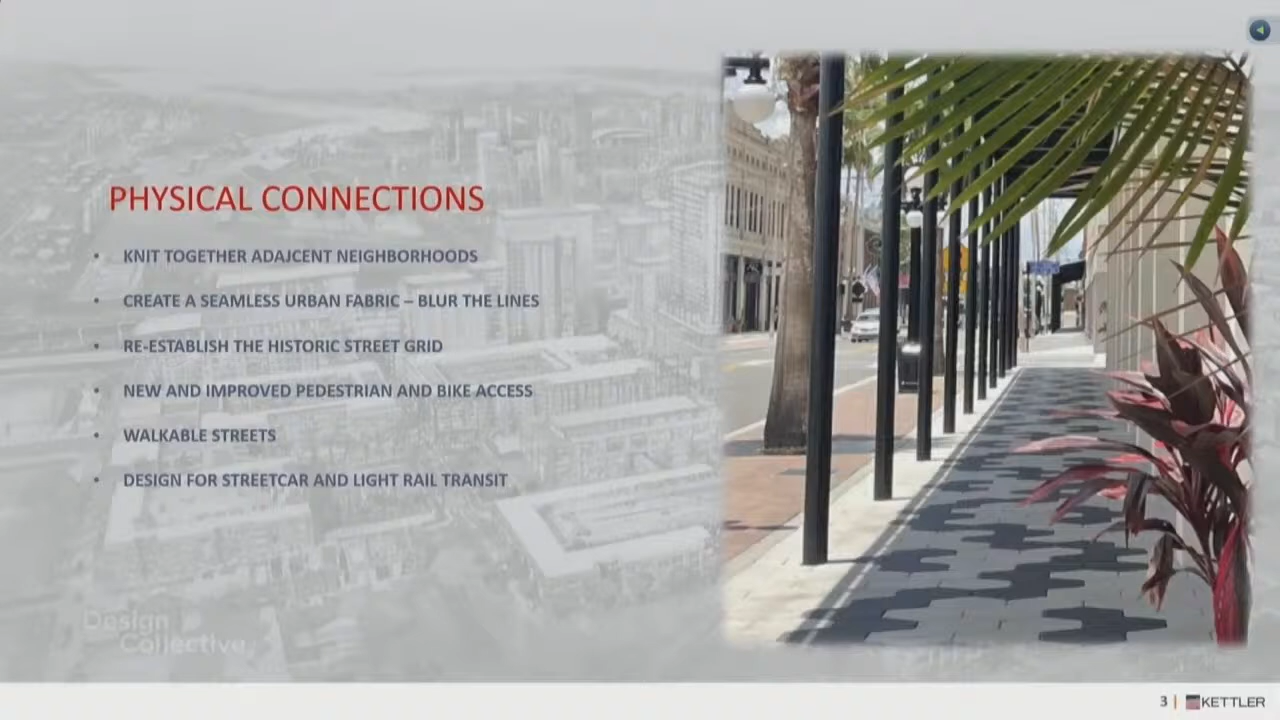 PHYSICAL CONNECTIONS
• KNIT TOGETHER ADAJCENT NEIGHBORHOODS
• CREATE A SEAMLESS URBAN FABRIC – BLUR THE LINES
• RE-ESTABLISH THE HISTORIC STREET GRID
• NEW AND IMPROVED PEDESTRIAN AND BIKE ACCESS
• WALKABLE STREETS
• DESIGN FOR STREETCAR AND LIGHT RAIL TRANSIT
Design
Collective
3 | KETTLER